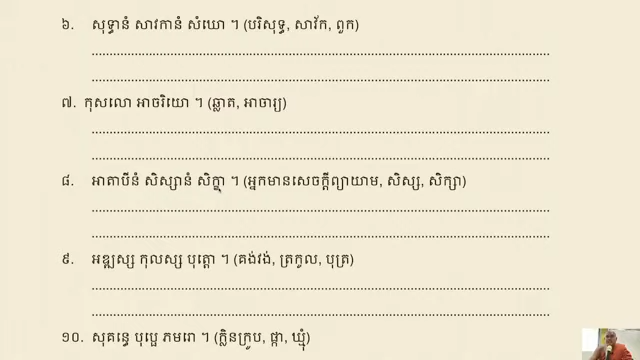 ៦. សុទ្ធានំ សាវកានំ សំឃោ ។ (បរិសុទ្ធ, សាវ័ក, ពួក)
៧. កុសលោ អាចរិយោ ។ (ឆ្លាត, អាចារ្យ)
៨. អាតាបីនំ សិស្សានំ សិក្ខា ។ (អ្នកមានសេចក្ដីព្យាយាម, សិស្ស, សិក្សា)
៩. អឌ្ឍស្ស កុលស្ស បុត្តោ ។ (គង់វង់, ត្រកូល, បុត្រ)
១០. សុគន្ធេ បុប្ផេ ភមរោ ។ (ក្លិនក្រូប, ផ្កា, ឃ្មុំ)